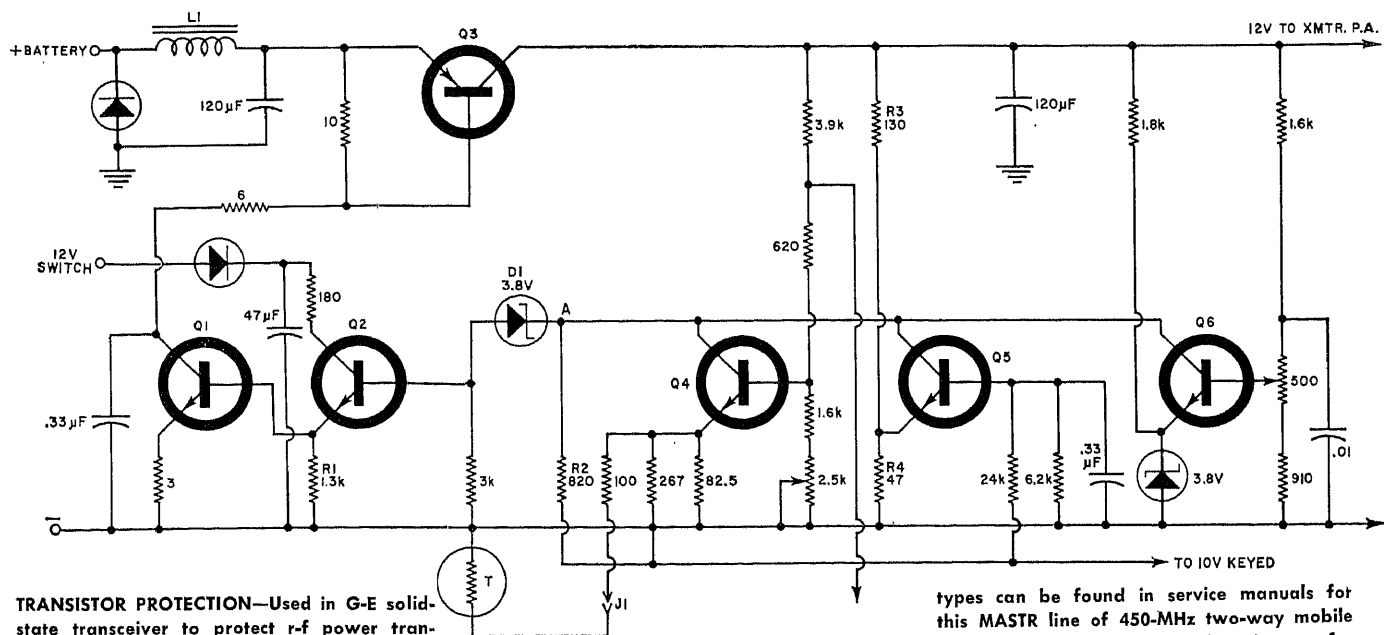 L1
+BATTERY
Q3
12V TO XMTR. P.A.
120µF
10
3.9k
R3
130
120µF
1.8k
1.6k
6
620
12V
SWITCH
180
D1
3.8V
A
47µF
Q1
Q2
Q4
Q5
Q6
500
.33µF
1.6k
.33
µF
.01
3
R1
1.3k
3k
R2
820
100
267
82.5
2.5k
R4
47
24k
6.2k
3.8V
910
TO 10V KEYED
T
J1
TRANSISTOR PROTECTION—Used in G-E solid-
state transceiver to protect r-f power tran-
types can be found in service manuals for
this MASTR line of 450-MHz two-way mobile